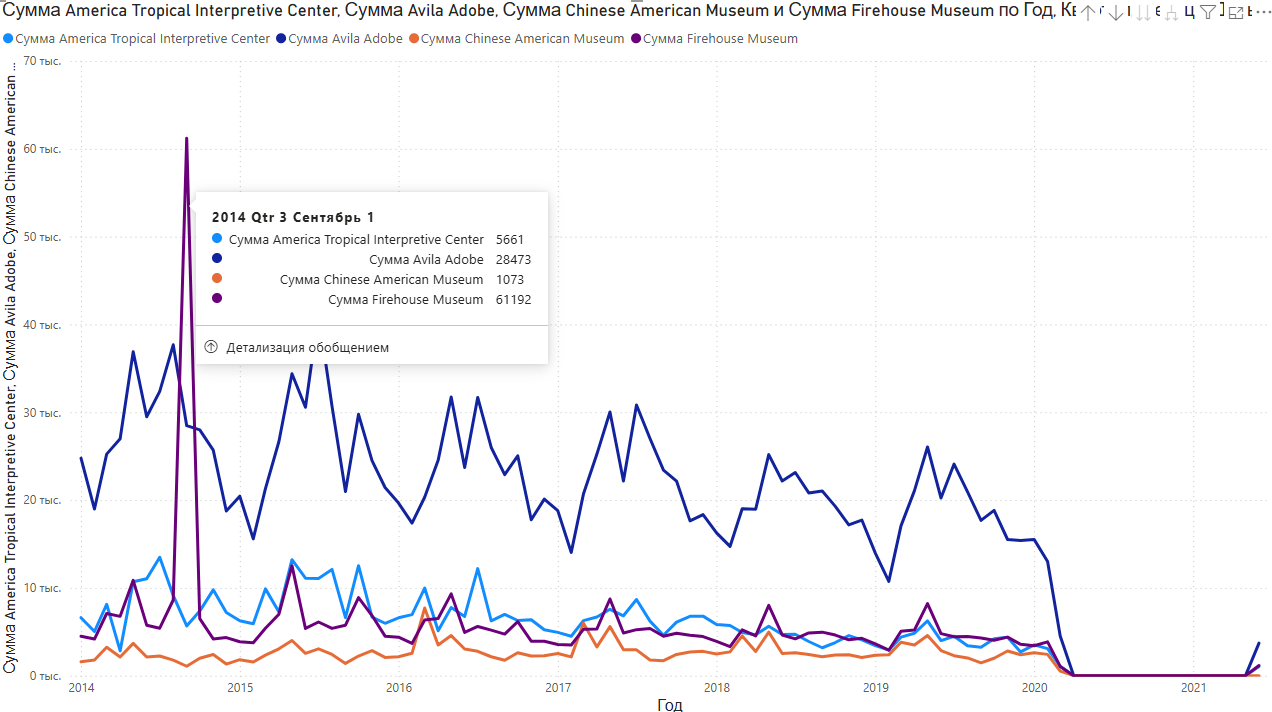 Сумма America Tropical Interpretive Center, Сумма Avila Adobe, Сумма Chinese American Museum и Сумма Firehouse Museum по Год,
Сумма America Tropical Interpretive Center Сумма Avila Adobe Сумма Chinese American Museum Сумма Firehouse Museum
Сумма America Tropical Interpretive Center, Сумма Avila Adobe, Сумма Chinese American ...
70 тыс.
60 тыс.
50 тыс.
40 тыс.
30 тыс.
20 тыс.
10 тыс.
0 тыс.
2014 Qtr 3 Сентябрь 1
Сумма America Tropical Interpretive Center 5661
Сумма Avila Adobe 28473
Сумма Chinese American Museum 1073
Сумма Firehouse Museum 61192
Детализация обобщением
2014 2015 2016 2017 2018 2019 2020 2021
Год